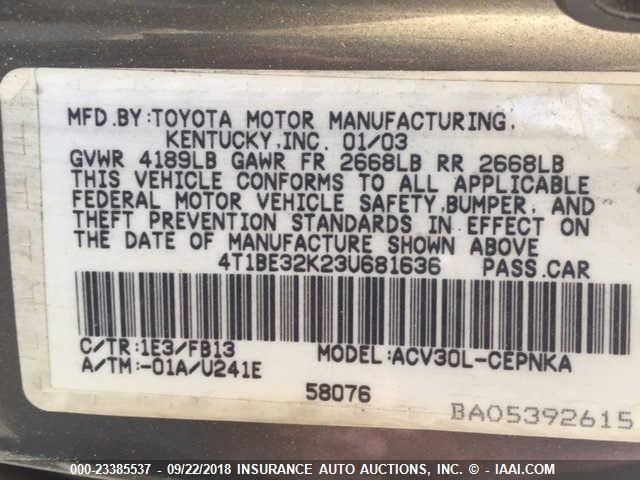 MFD.BY:TOYOTA MOTOR MANUFACTURING,
KENTUCKY,INC. 01/03
GVWR 4189LB GAWR FR 2668LB RR 2668LB
THIS VEHICLE CONFORMS TO ALL APPLICABLE
FEDERAL MOTOR VEHICLE SAFETY,BUMPER, AND
THEFT PREVENTION STANDARDS IN EFFECT ON
THE DATE OF MANUFACTURE SHOWN ABOVE
4T1BE32K23U681636 PASS.CAR
C/TR:1E3/FB13 MODEL:ACV30L-CEPNKA
A/TM:-01A/U241E
58076
BA05392615
00-23385537 - 09/22/2018 INSURANCE AUTO AUCTIONS, INC. - IAAI.COM